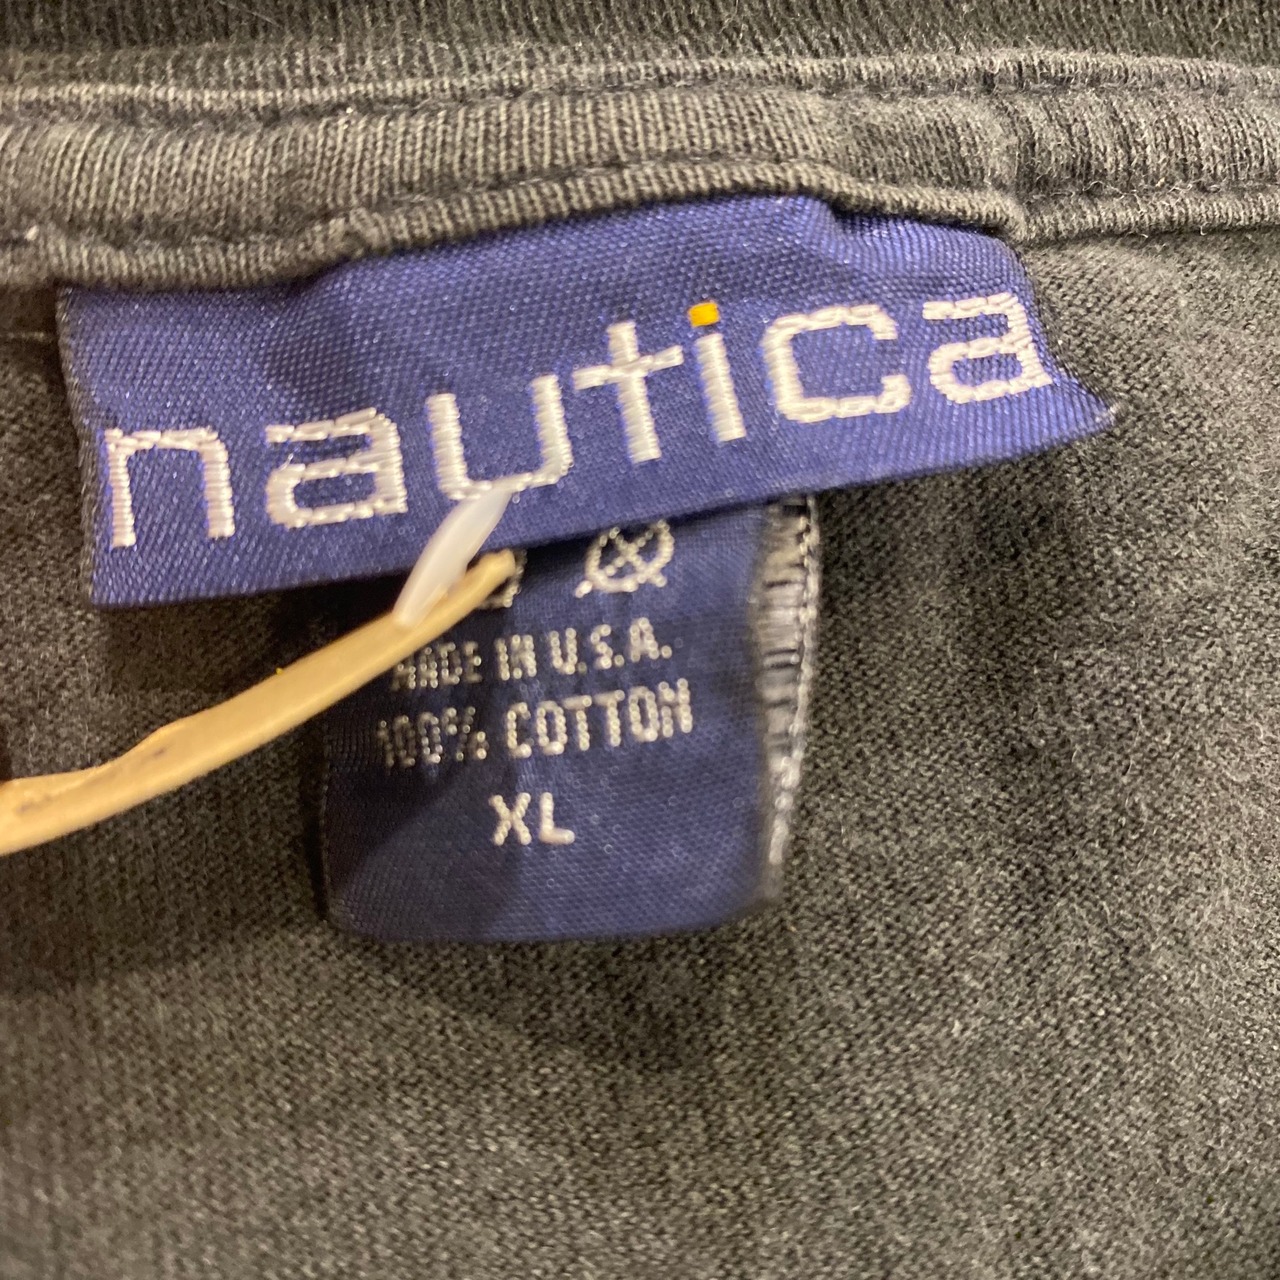 nautica
MADE IN U.S.A.
100% COTTON
XL